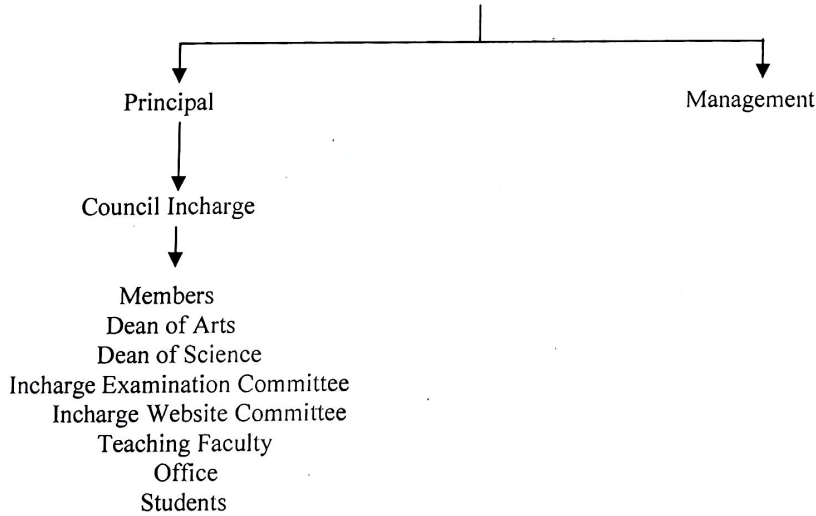 Principal
Management
Council Incharge
Members
Dean of Arts
Dean of Science
Incharge Examination Committee
Incharge Website Committee
Teaching Faculty
Office
Students